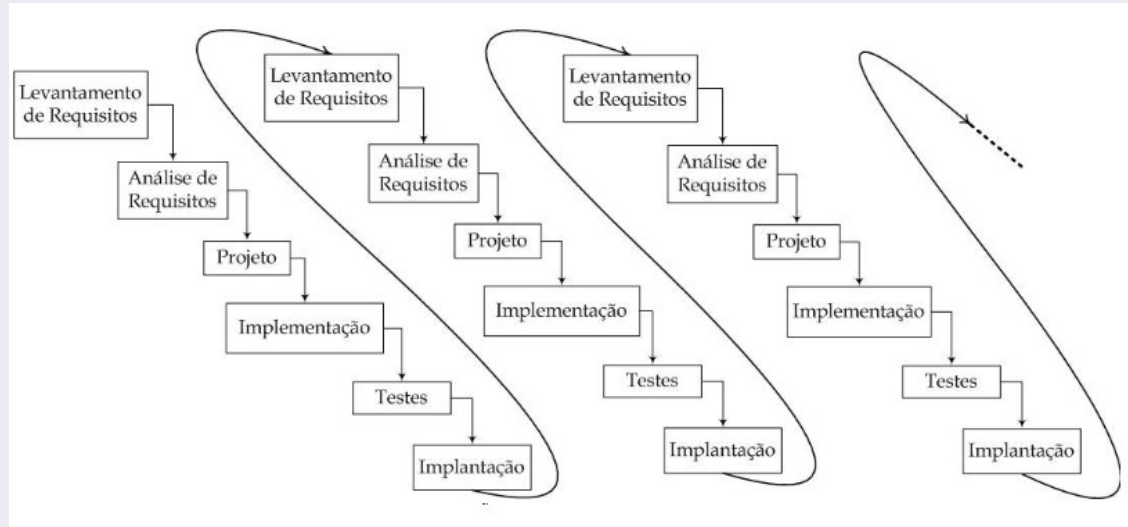 Levantamento
de Requisitos
Análise de
Requisitos
Projeto
Implementação
Testes
Implantação
Levantamento
de Requisitos
Análise de
Requisitos
Projeto
Implementação
Testes
Implantação
Levantamento
de Requisitos
Análise de
Requisitos
Projeto
Implementação
Testes
Implantação